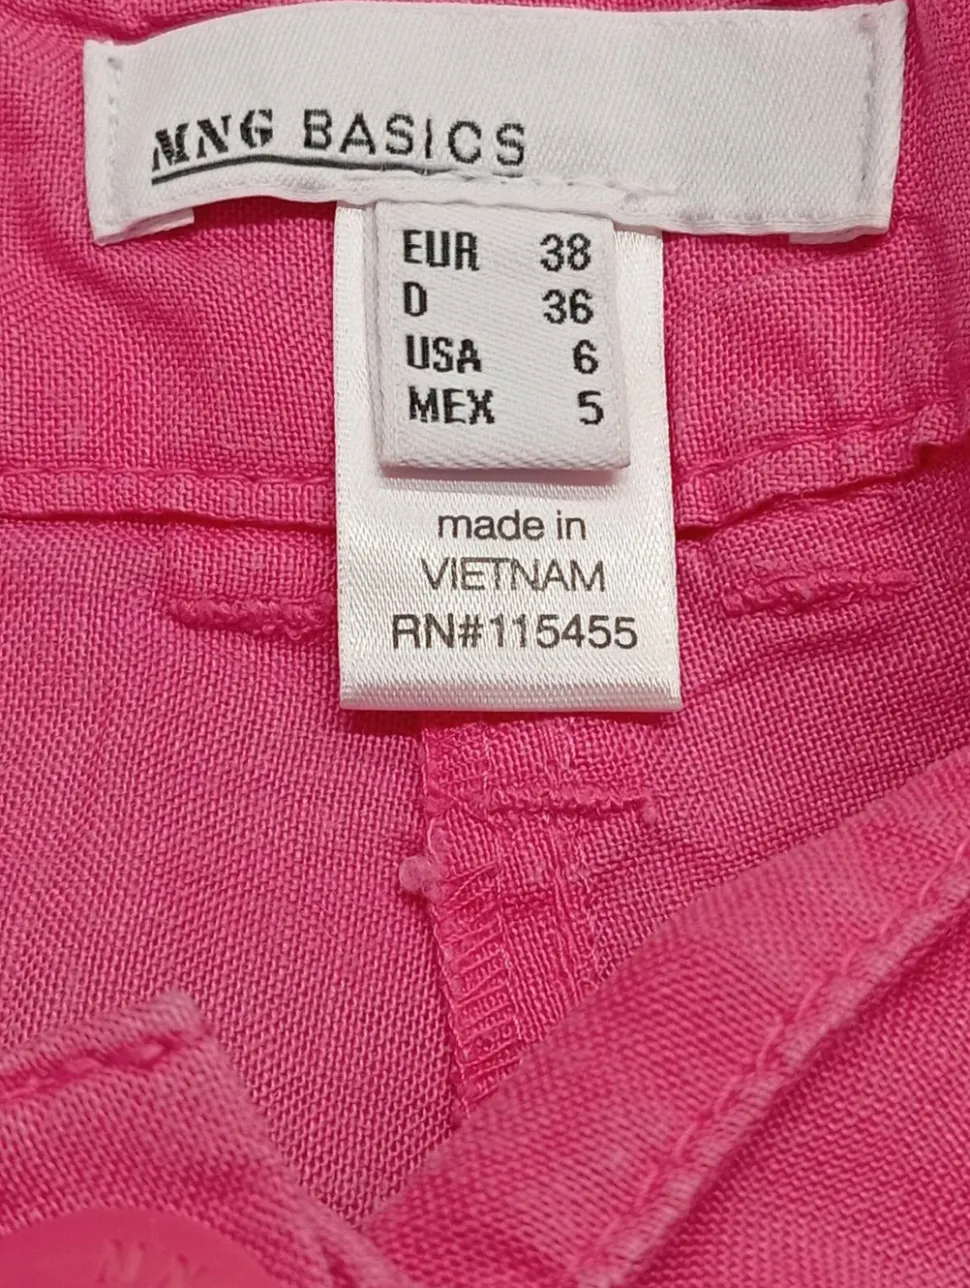 MNG BASICS
EUR 38
D 36
USA 6
MEX 5
made in
VIETNAM
RN#115455